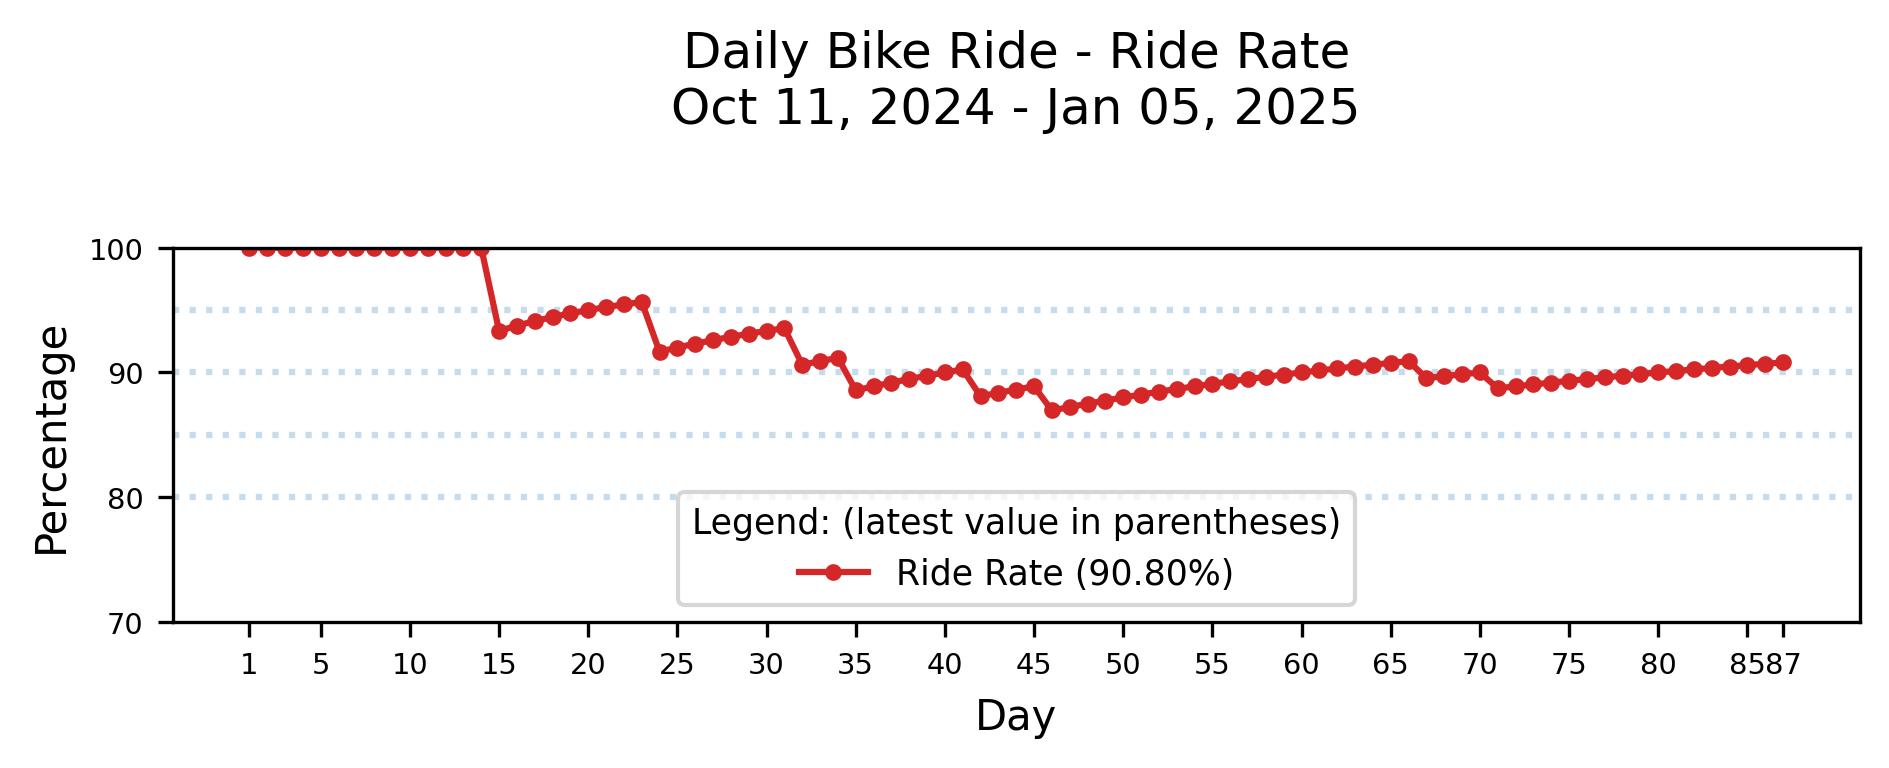 Daily Bike Ride - Ride Rate
Oct 11, 2024 - Jan 05, 2025
Percentage
100
90
80
70
Legend: (latest value in parentheses)
Ride Rate (90.80%)
1 5 10 15 20 25 30 35 40 45 50 55 60 65 70 75 80 85 87
Day